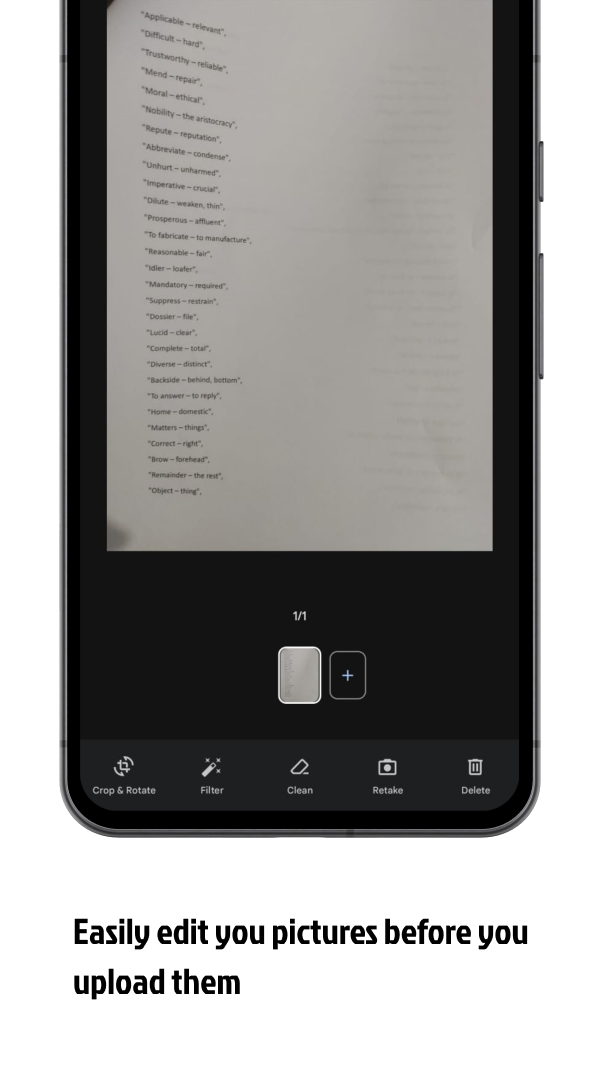 "Applicable – relevant",
"Difficult – hard",
"Trustworthy – reliable",
"Mend – repair",
"Moral – ethical",
"Nobility – the aristocracy",
"Repute – reputation",
"Abbreviate – condense",
"Unhurt – unharmed",
"Imperative – crucial",
"Dilute – weaken, thin",
"Prosperous – affluent",
"To fabricate – to manufacture",
"Reasonable – fair",
"Idler – loafer",
"Mandatory – required",
"Suppress – restrain",
"Dossier – file",
"Lucid – clear",
"Complete – total",
"Diverse – distinct",
"Backside – behind, bottom",
"To answer – to reply",
"Home – domestic",
"Matters – things",
"Correct – right",
"Brow – forehead",
"Remainder – the rest",
"Object – thing",
1/1
Crop & Rotate Filter Clean Retake Delete
Easily edit you pictures before you
upload them